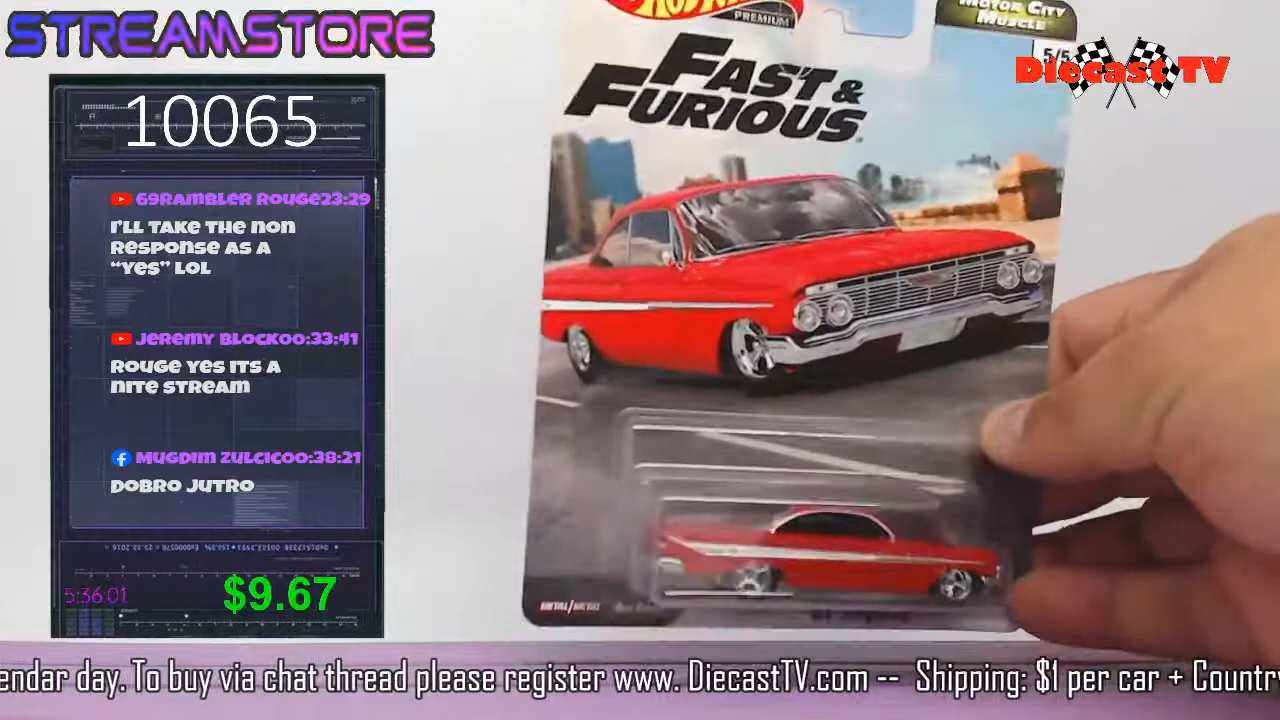 STREAMSTORE
10065
69RAMBLER ROUGE23:29
I'LL TAKE THE NON
RESPONSE AS A
"YES" LOL
JEREMY BLOCK00:33:41
ROUGE YES ITS A
NITE STREAM
MUGDIM ZULCIC00:38:21
DOBRO JUTRO
5:36:01
$9.67
HOT WHEELS
PREMIUM
MOTOR CITY
MUSCLE
5/5
Diecast TV
FAST &
FURIOUS
METAL/METAL
endar day. To buy via chat thread please register www. DiecastTV.com -- Shipping: $1 per car + Country